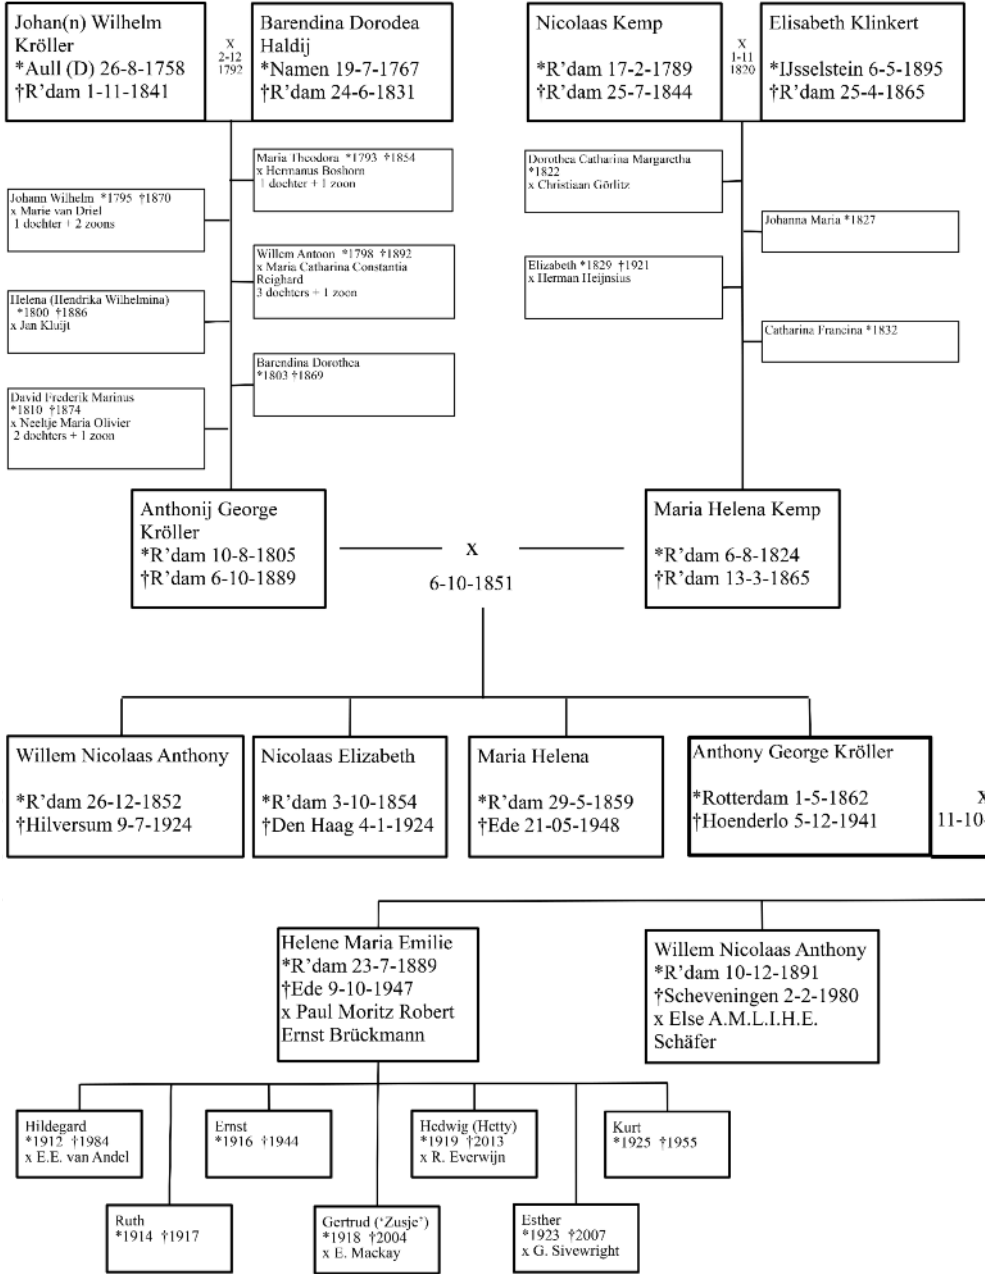 Johan(n) Wilhelm
Kröller
*Aull (D) 26-8-1758
†R'dam 1-11-1841
X
2-12
1792
Barendina Dorodea
Haldij
*Namen 19-7-1767
†R'dam 24-6-1831
Nicolaas Kemp
*R'dam 17-2-1789
†R'dam 25-7-1844
X
1-11
1820
Elisabeth Klinkert
*IJsselstein 6-5-1895
†R'dam 25-4-1865
Maria Theodora *1793 †1854
x Hermanus Boshorn
1 dochter + 1 zoon
Johann Wilhelm *1795 †1870
x Marie van Driel
1 dochter + 2 zoons
Willem Antoon *1798 †1892
x Maria Catharina Constantia
Reighard
3 dochters + 1 zoon
Helena (Hendrika Wilhelmina)
*1800 †1886
x Jan Kluijt
Barendina Dorothea
*1803 †1869
David Frederik Marinus
*1810 †1874
x Neeltje Maria Olivier
2 dochters + 1 zoon
Dorothea Catharina Margaretha
*1822
x Christiaan Görlitz
Johanna Maria *1827
Elizabeth *1829 †1921
x Herman Heijnsius
Catharina Francina *1832
Anthonij George
Kröller
*R'dam 10-8-1805
†R'dam 6-10-1889
x
6-10-1851
Maria Helena Kemp
*R'dam 6-8-1824
†R'dam 13-3-1865
Willem Nicolaas Anthony
*R'dam 26-12-1852
†Hilversum 9-7-1924
Nicolaas Elizabeth
*R'dam 3-10-1854
†Den Haag 4-1-1924
Maria Helena
*R'dam 29-5-1859
†Ede 21-05-1948
Anthony George Kröller
*Rotterdam 1-5-1862
†Hoenderlo 5-12-1941
x
11-10-
Helene Maria Emilie
*R'dam 23-7-1889
†Ede 9-10-1947
x Paul Moritz Robert
Ernst Brückmann
Willem Nicolaas Anthony
*R'dam 10-12-1891
†Scheveningen 2-2-1980
x Else A.M.L.I.H.E.
Schäfer
Hildegard
*1912 †1984
x E.E. van Andel
Ernst
*1916 †1944
Hedwig (Hetty)
*1919 †2013
x R. Everwijn
Kurt
*1925 †1955
Ruth
*1914 †1917
Gertrud ('Zusje')
*1918 †2004
x E. Mackay
Esther
*1923 †2007
x G. Sivewright